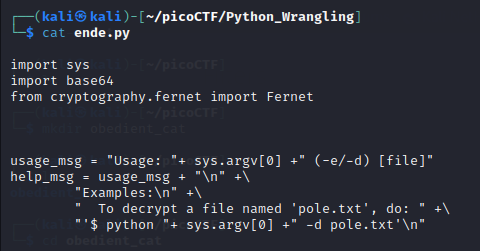 ┌──(kali㉿kali)-[~/picoCTF/Python_Wrangling]
└─$ cat ende.py
import sys
import base64
from cryptography.fernet import Fernet
obedient_cat
usage_msg = "Usage: "+ sys.argv[0] +" (-e/-d) [file]"
help_msg = usage_msg + "\n" +\
"Examples:\n" +\
" To decrypt a file named 'pole.txt', do: " +\
"'$ python "+ sys.argv[0] +" -d pole.txt'\n"